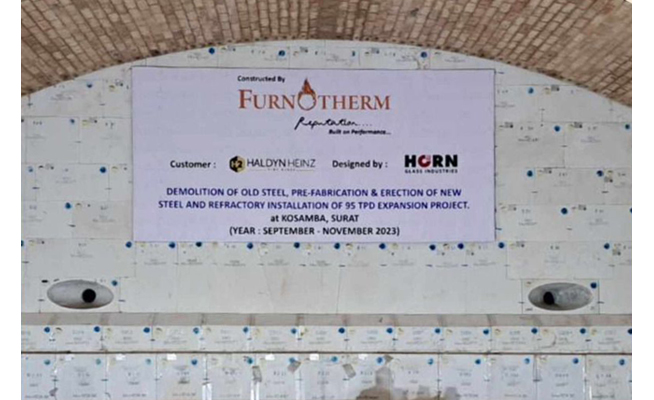 Constructed By
FURNOTHERM
Reputation....
Built on Performance...
Customer : HALDYN HEINZ Designed by : HORN
FINE GLASS GLASS INDUSTRIES
DEMOLITION OF OLD STEEL, PRE-FABRICATION & ERECTION OF NEW
STEEL AND REFRACTORY INSTALLATION OF 95 TPD EXPANSION PROJECT.
at KOSAMBA, SURAT
(YEAR : SEPTEMBER - NOVEMBER 2023)